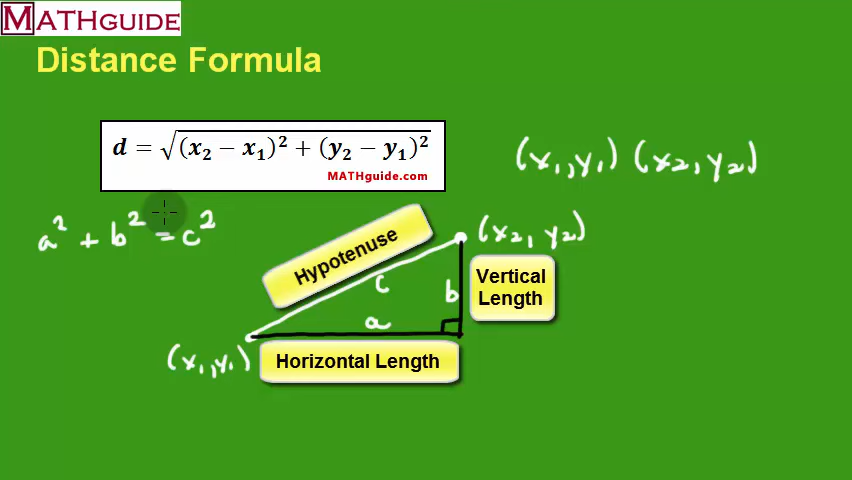 MATHGUIDE
Distance Formula
d = √(x₂ − x₁)² + (y₂ − y₁)²
MATHguide.com
(x₁, y₁) (x₂, y₂)
a² + b² = c²
Hypotenuse
(x₂, y₂)
c
b
Vertical
Length
a
(x₁, y₁)
Horizontal Length